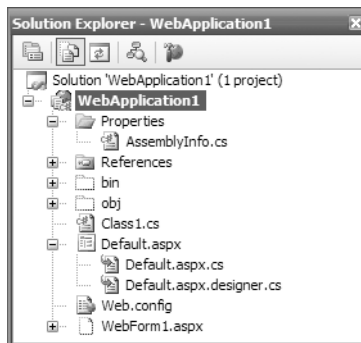 Solution Explorer - WebApplication1
Solution 'WebApplication1' (1 project)
WebApplication1
Properties
AssemblyInfo.cs
References
bin
obj
Class1.cs
Default.aspx
Default.aspx.cs
Default.aspx.designer.cs
Web.config
WebForm1.aspx